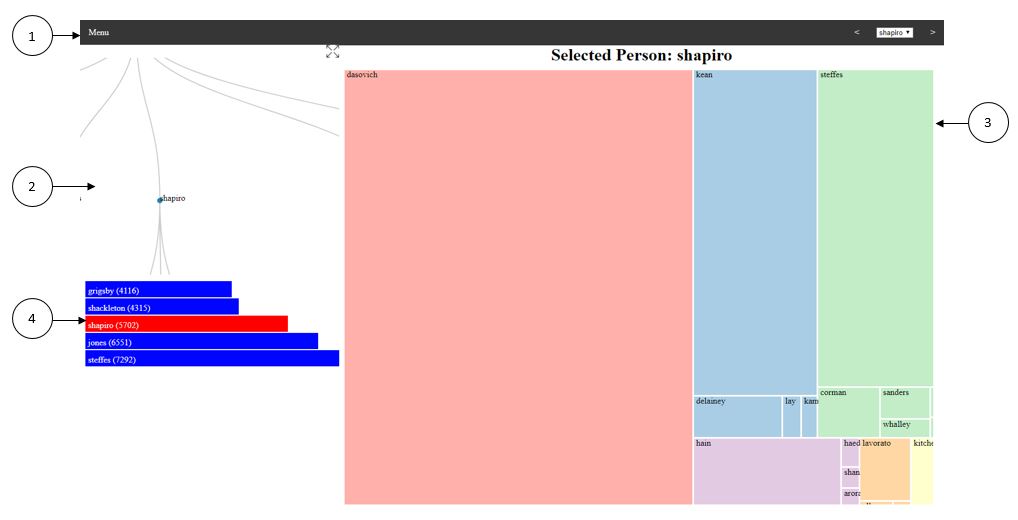 1
Menu
<
shapiro
>
Selected Person: shapiro
dasovich
kean
steffes
3
2
shapiro
grigsby (4116)
shackleton (4315)
4
shapiro (5702)
jones (6551)
steffes (7292)
corman
sanders
delainey
lay
kam
whalley
hain
haed
lavorato
kitche
shan
arora